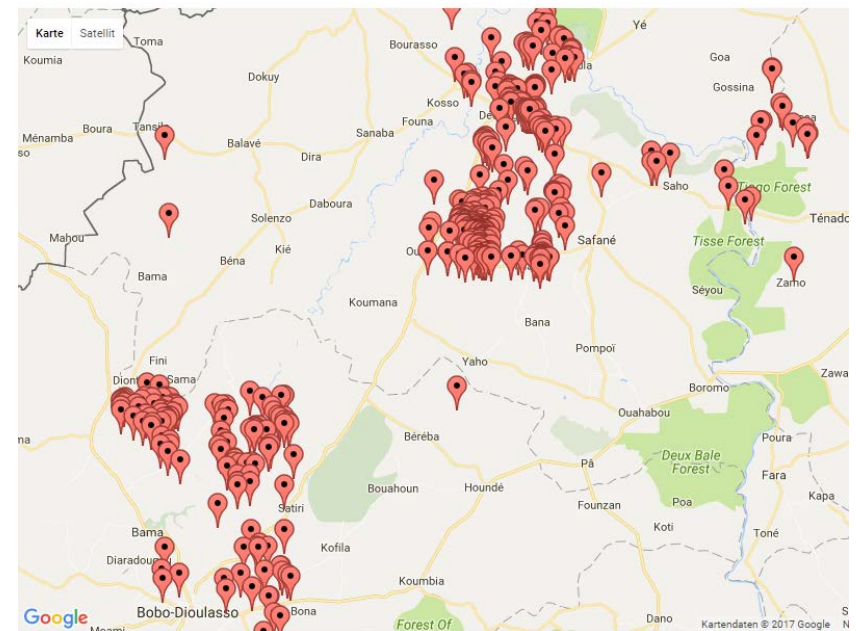 Karte Satellit
Toma
Koumia
Bourasso
Yé
Goa
Gossina
Dokuy
Kosso
Founa
Sanaba
Ménamba
Boura
Balavé
Dira
Daboura
Saho
Tiogo Forest
Solenzo
Ténado
Mahou
Kié
Béna
Safané
Tisse Forest
Bama
Koumana
Séyou
Zamo
Bana
Pompoï
Fini
Sama
Yaho
Boromo
Zawa
Ouahabou
Béréba
Poura
Deux Bale
Forest
Pâ
Fara
Bouahoun
Houndé
Founzan
Poa
Kapa
Satiri
Koti
Toné
Bama
Kofila
Koumbia
Bobo-Dioulasso
Bona
Dano
Forest Of
Google
Kartendaten © 2017 Google